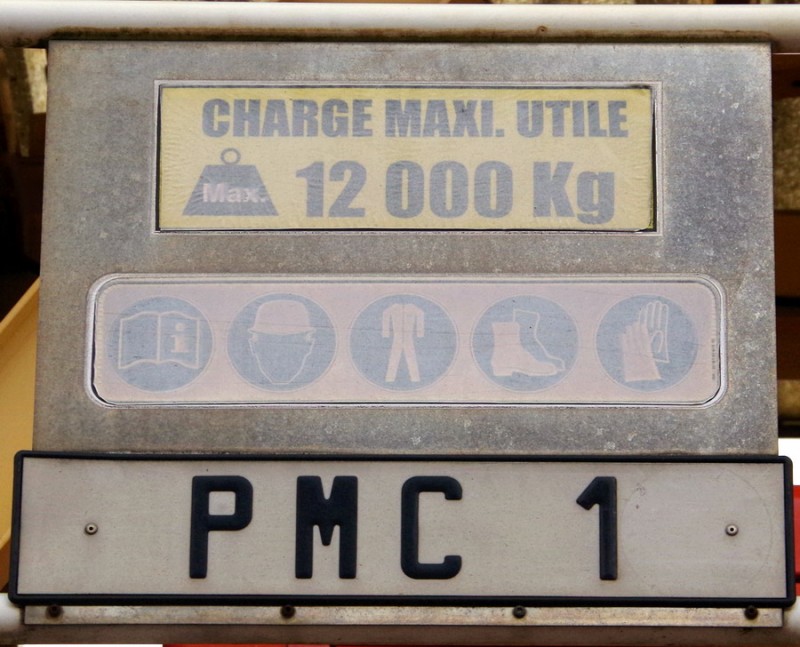 CHARGE MAXI. UTILE
Max. 12 000 Kg
i
PMC 1